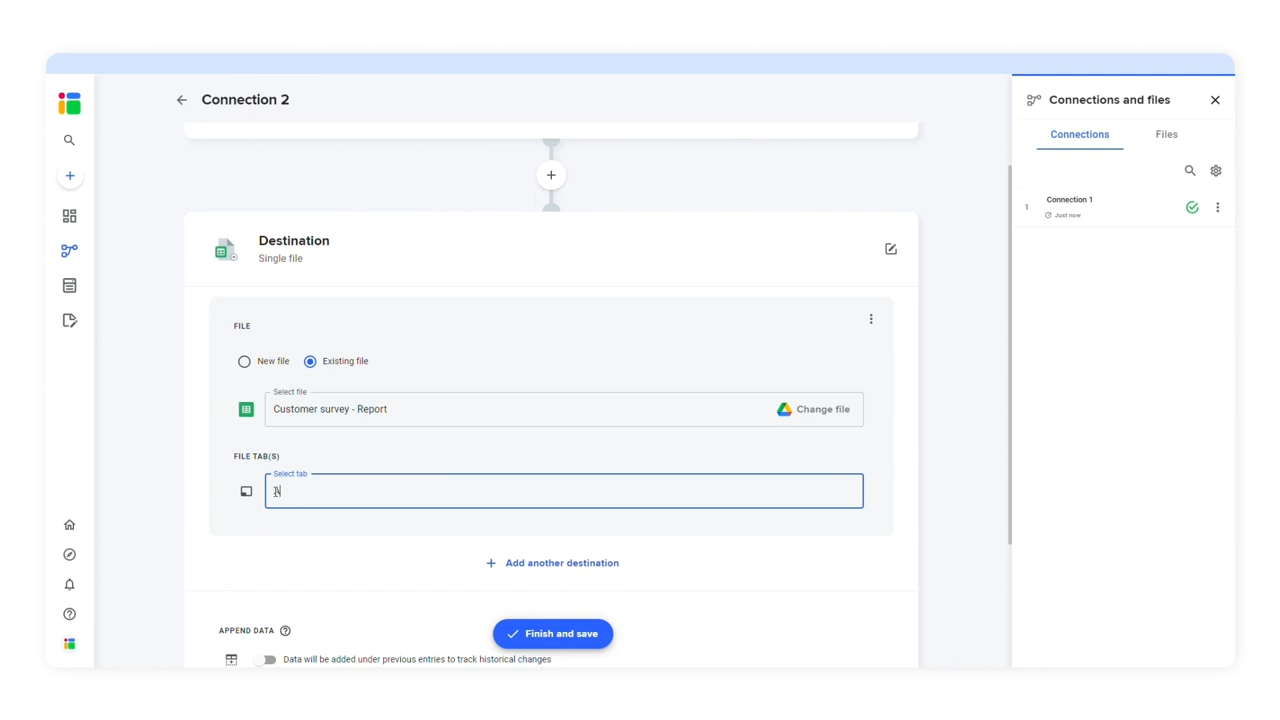 Connection 2
Destination
Single file
FILE
New file
Existing file
Select file
Customer survey - Report
Change file
FILE TAB(S)
Select tab
+ Add another destination
APPEND DATA
Finish and save
Data will be added under previous entries to track historical changes
Connections and files
Connections
Files
1
Connection 1
Just now